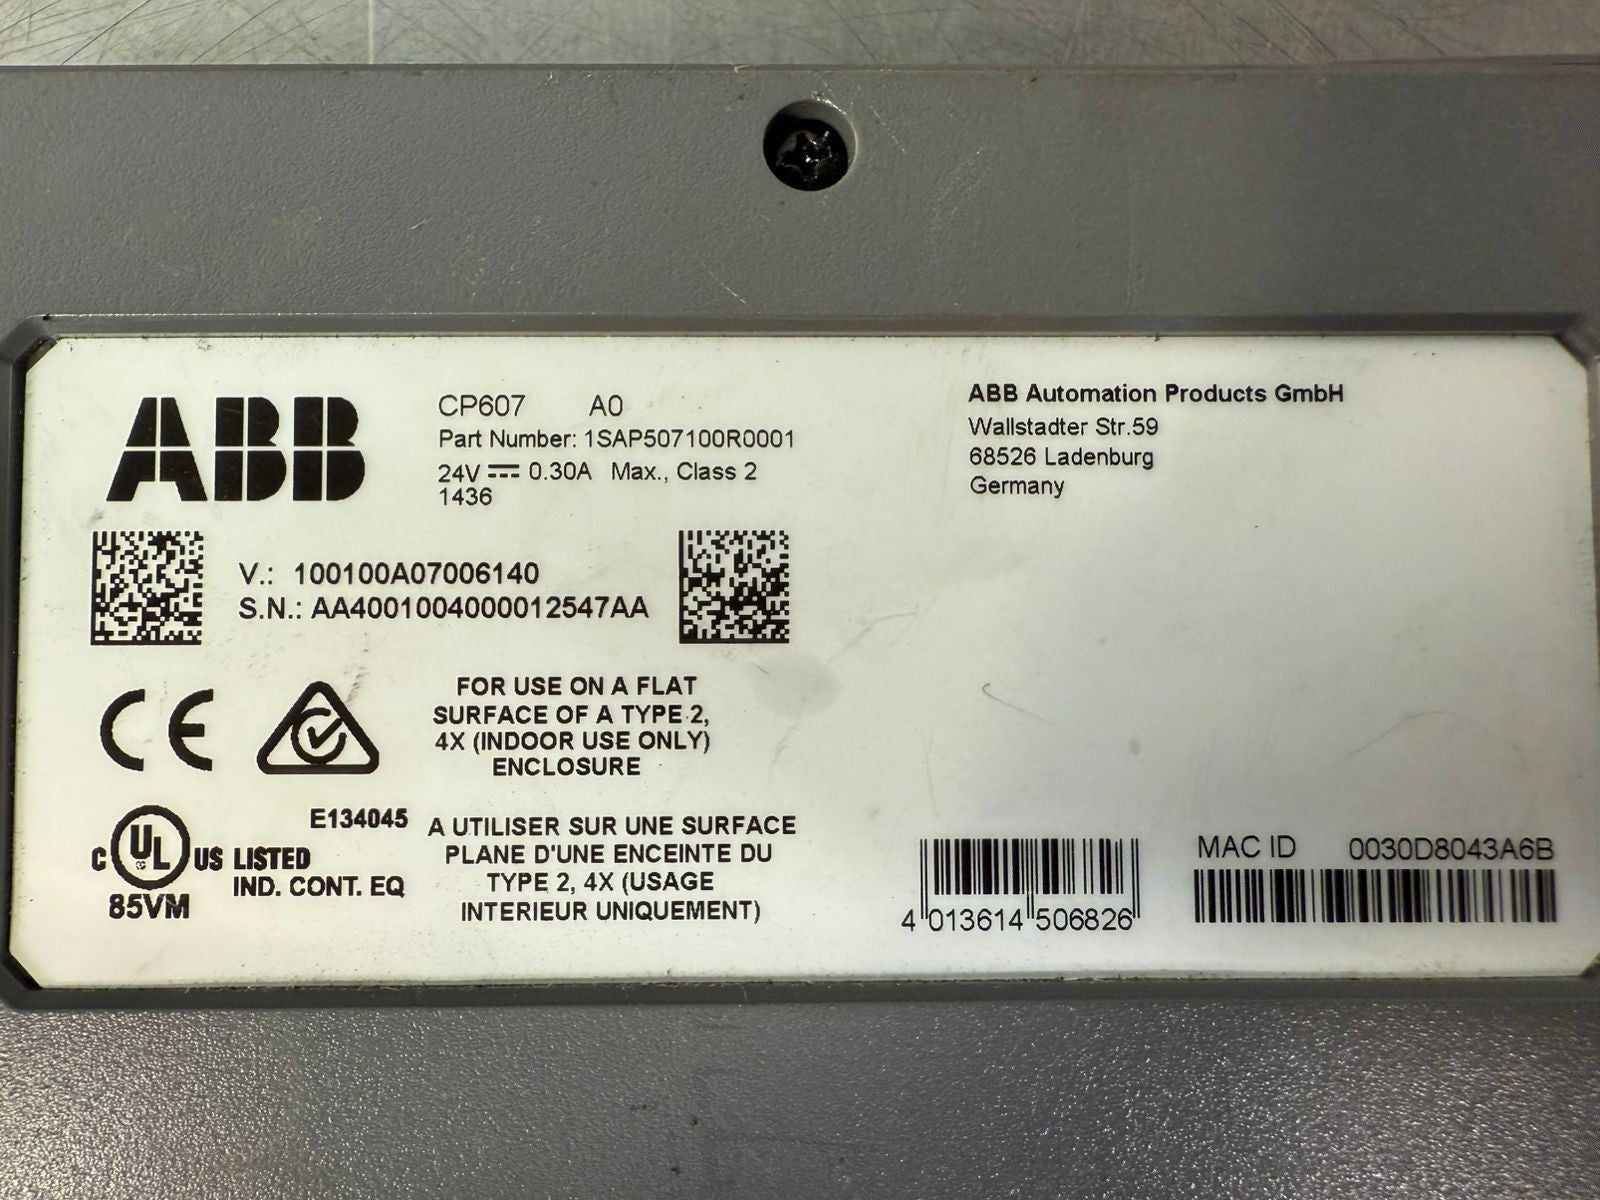 ABB
CP607 A0
Part Number: 1SAP507100R0001
24V 0.30A Max., Class 2
1436
ABB Automation Products GmbH
Wallstadter Str.59
68526 Ladenburg
Germany
V.: 100100A07006140
S.N.: AA4001004000012547AA
CE
FOR USE ON A FLAT
SURFACE OF A TYPE 2,
4X (INDOOR USE ONLY)
ENCLOSURE
E134045
C UL US LISTED
IND. CONT. EQ
85VM
A UTILISER SUR UNE SURFACE
PLANE D'UNE ENCEINTE DU
TYPE 2, 4X (USAGE
INTERIEUR UNIQUEMENT)
4 013614 506826
MAC ID 0030D8043A6B